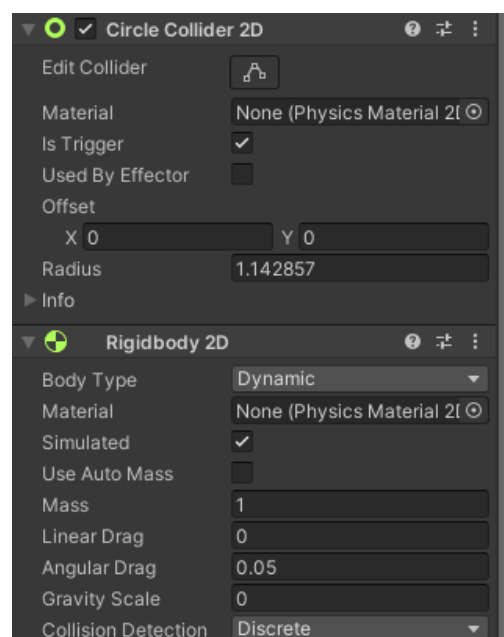 Circle Collider 2D
Edit Collider
Material None (Physics Material 2
Is Trigger
Used By Effector
Offset
X 0 Y 0
Radius 1.142857
Info
Rigidbody 2D
Body Type Dynamic
Material None (Physics Material 2
Simulated
Use Auto Mass
Mass 1
Linear Drag 0
Angular Drag 0.05
Gravity Scale 0
Collision Detection Discrete